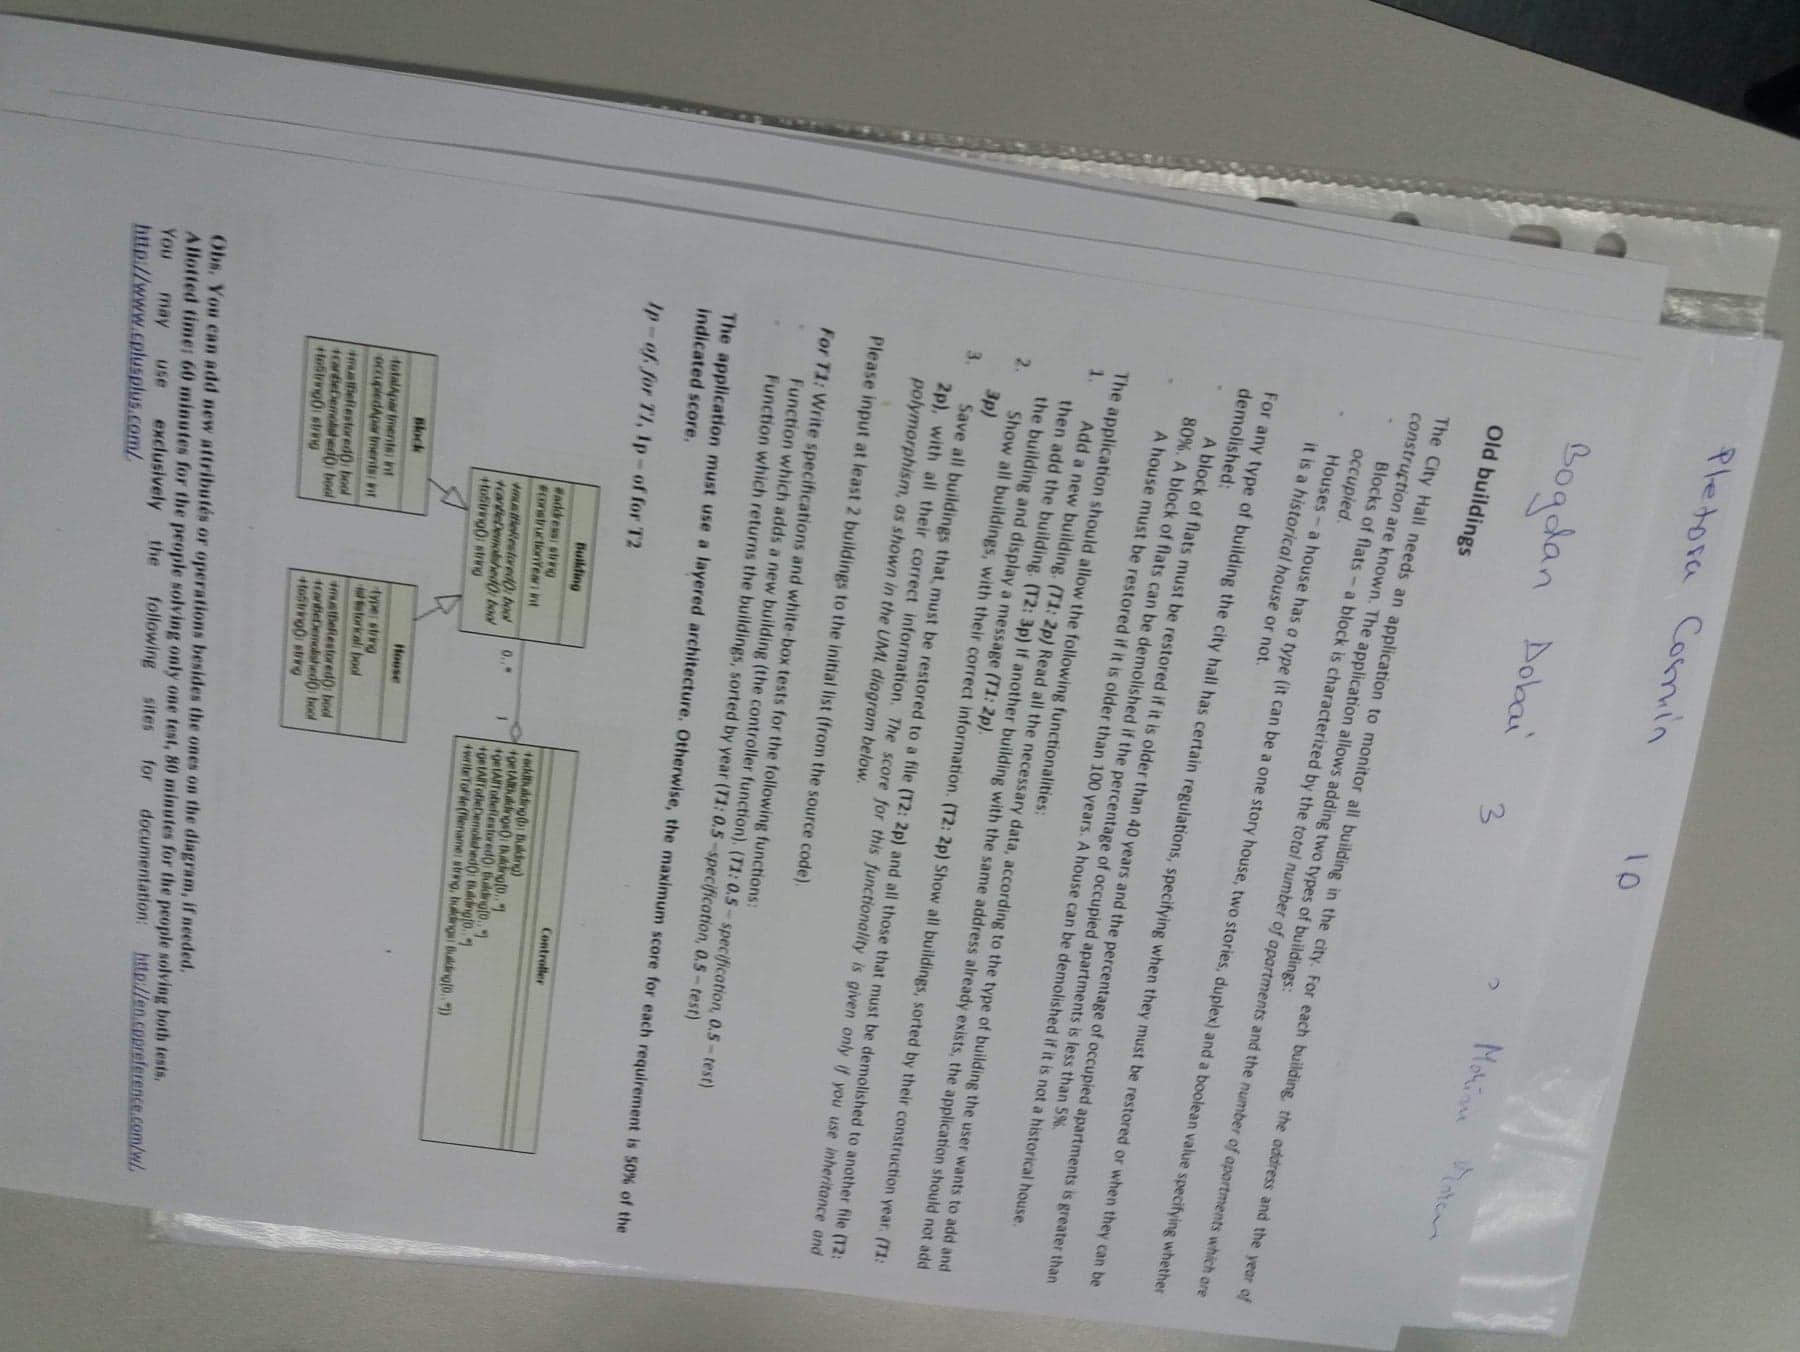 Pletosu Cosmin 10
Bogdan Dobai 3
Marian
Old buildings
The City Hall needs an application to monitor all building in the city. For each building, the address and the year of
construction are known. The application allows adding two types of buildings:
Blocks of flats – a block is characterized by the total number of apartments and the number of apartments which are
occupied.
Houses – a house has a type (it can be a one story house, two stories, duplex) and a boolean value specifying whether
it is a historical house or not.
For any type of building the city hall has certain regulations, specifying when they must be restored or when they can be
demolished:
A block of flats must be restored if it is older than 40 years and the percentage of occupied apartments is greater than
80%. A block of flats can be demolished if the percentage of occupied apartments is less than 5%.
A house must be restored if it is older than 100 years. A house can be demolished if it is not a historical house.
The application should allow the following functionalities:
1. Add a new building. (T1: 2p) Read all the necessary data, according to the type of building the user wants to add and
then add the building. (T2: 3p) If another building with the same address already exists, the application should not add
the building and display a message (T1: 2p).
2. Show all buildings, with their correct information. (T2: 2p) Show all buildings, sorted by their construction year. (T1:
3p)
3. Save all buildings that must be restored to a file (T2: 2p) and all those that must be demolished to another file (T2:
2p), with all their correct information. The score for this functionality is given only if you use inheritance and
polymorphism, as shown in the UML diagram below.
Please input at least 2 buildings to the initial list (from the source code).
For T1: Write specifications and white-box tests for the following functions:
Function which adds a new building (the controller function). (T1: 0.5 – specification, 0.5 – test)
Function which returns the buildings, sorted by year (T1: 0.5 –specification, 0.5 – test)
The application must use a layered architecture. Otherwise, the maximum score for each requirement is 50% of the
indicated score.
1p – of, for T1, 1p – of for T2
Building
#address: string
#constructionYear: int
+mustBeRestored(): bool
+canBeDemolished(): bool
+toString(): string
0..*
1
Controller
+addBuilding(b: Building)
+getAllBuildings(): Building[0..*]
+getAllToBeRestored(): Building[0..*]
+getAllToBeDemolished(): Building[0..*]
+writeToFile(filename: string, buildings: Building[0..*])
Block
-totalApartments: int
-occupiedApartments: int
+mustBeRestored(): bool
+canBeDemolished(): bool
+toString(): string
House
-type: string
-isHistorical: bool
+mustBeRestored(): bool
+canBeDemolished(): bool
+toString(): string
Obs. You can add new attributes or operations besides the ones on the diagram, if needed.
Allotted time: 60 minutes for the people solving only one test, 80 minutes for the people solving both tests.
You may use exclusively the following sites for documentation: http://en.cppreference.com/w/,
http://www.cplusplus.com/.